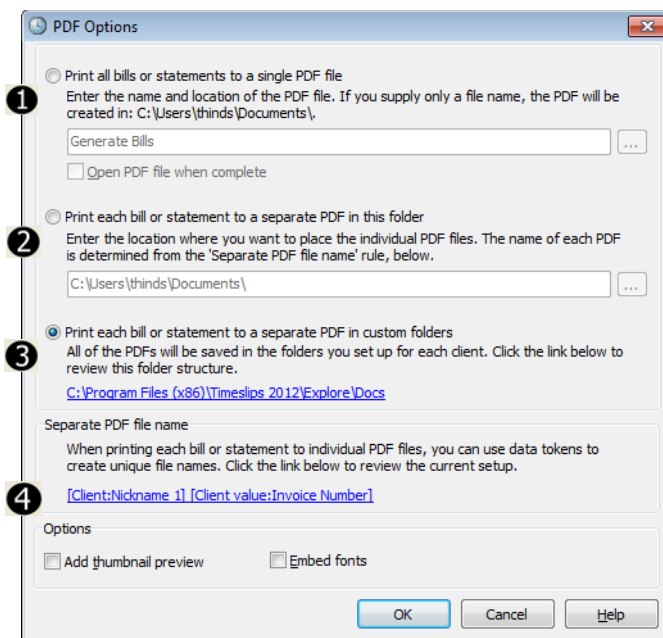 PDF Options
Print all bills or statements to a single PDF file
1
Enter the name and location of the PDF file. If you supply only a file name, the PDF will be
created in: C:\Users\thinds\Documents\.
Generate Bills
...
Open PDF file when complete
Print each bill or statement to a separate PDF in this folder
2
Enter the location where you want to place the individual PDF files. The name of each PDF
is determined from the 'Separate PDF file name' rule, below.
C:\Users\thinds\Documents\
...
Print each bill or statement to a separate PDF in custom folders
3
All of the PDFs will be saved in the folders you set up for each client. Click the link below to
review this folder structure.
C:\Program Files (x86)\Timeslips 2012\Explore\Docs
Separate PDF file name
When printing each bill or statement to individual PDF files, you can use data tokens to
create unique file names. Click the link below to review the current setup.
4
[Client:Nickname 1] [Client value:Invoice Number]
Options
Add thumbnail preview
Embed fonts
OK
Cancel
Help